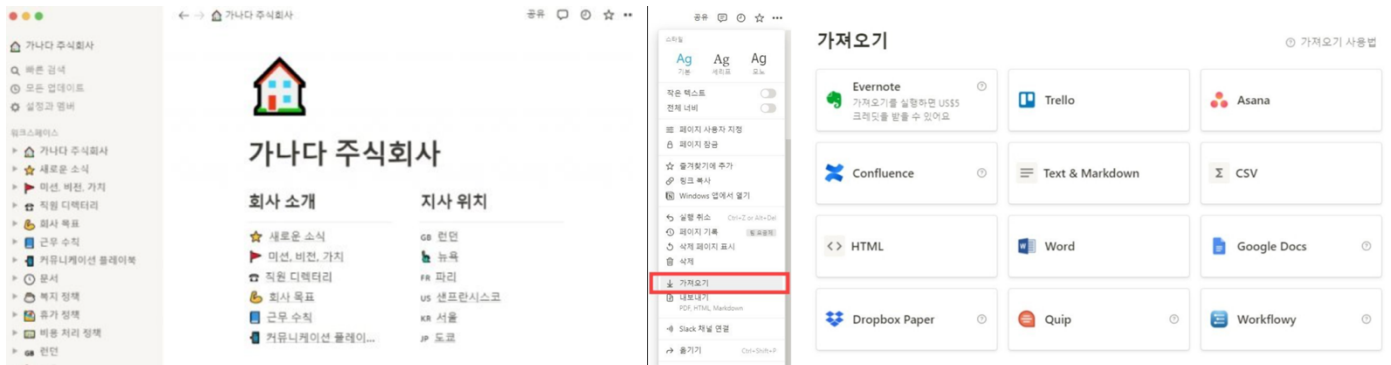 가나다 주식회사
빠른 검색
모든 업데이트
설정과 멤버
워크스페이스
가나다 주식회사
새로운 소식
미션, 비전, 가치
직원 디렉터리
회사 목표
근무 수칙
커뮤니케이션 플레이북
문서
복지 정책
휴가 정책
비용 처리 정책
GB 런던
가나다 주식회사
공유
가나다 주식회사
회사 소개
새로운 소식
미션, 비전, 가치
직원 디렉터리
회사 목표
근무 수칙
커뮤니케이션 플레이...
지사 위치
GB 런던
뉴욕
FR 파리
US 샌프란시스코
KR 서울
JP 도쿄
공유
스타일
Ag Ag Ag
기본 세리프 모노
작은 텍스트
전체 너비
페이지 사용자 지정
페이지 잠금
즐겨찾기에 추가
링크 복사
Windows 앱에서 열기
실행 취소 Ctrl+Z or Alt+Del
페이지 기록
삭제 페이지 표시
삭제
가져오기
내보내기
PDF, HTML, Markdown
Slack 채널 연결
옮기기 Ctrl+Shift+P
가져오기
가져오기 사용법
Evernote
가져오기를 실행하면 US$5
크레딧을 받을 수 있어요
Trello
Asana
Confluence
Text & Markdown
CSV
HTML
Word
Google Docs
Dropbox Paper
Quip
Workflowy